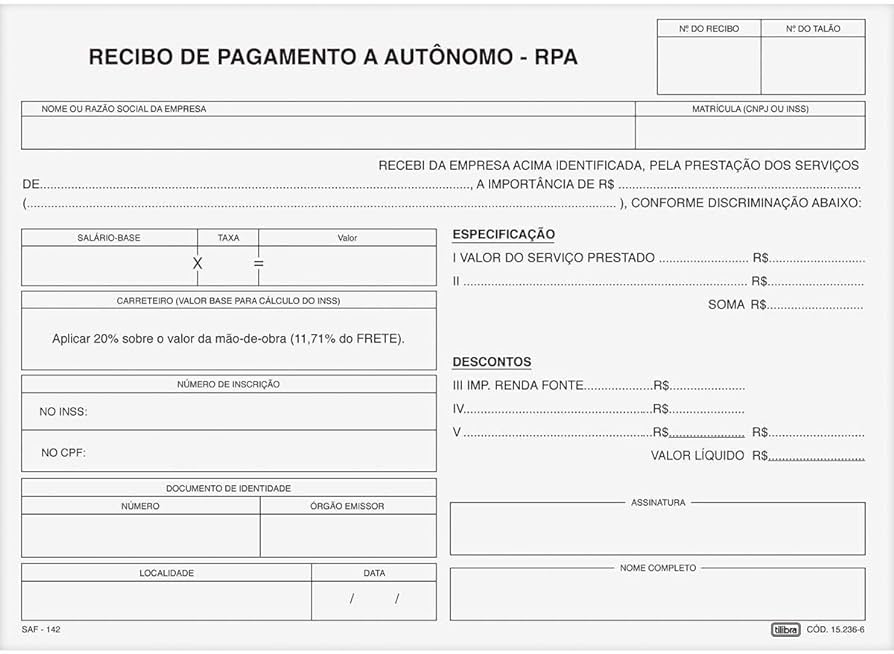 RECIBO DE PAGAMENTO A AUTÔNOMO - RPA
Nº DO RECIBO
Nº DO TALÃO
NOME OU RAZÃO SOCIAL DA EMPRESA
MATRÍCULA (CNPJ OU INSS)
RECEBI DA EMPRESA ACIMA IDENTIFICADA, PELA PRESTAÇÃO DOS SERVIÇOS
DE...................................................., A IMPORTÂNCIA DE R$ ....................................
(.................................................... ), CONFORME DISCRIMINAÇÃO ABAIXO:
SALÁRIO-BASE
TAXA
Valor
X =
CARRETEIRO (VALOR BASE PARA CÁLCULO DO INSS)
Aplicar 20% sobre o valor da mão-de-obra (11,71% do FRETE).
NÚMERO DE INSCRIÇÃO
NO INSS:
NO CPF:
DOCUMENTO DE IDENTIDADE
NÚMERO
ÓRGÃO EMISSOR
LOCALIDADE
DATA
/ /
SAF - 142
ESPECIFICAÇÃO
I VALOR DO SERVIÇO PRESTADO ...................... R$.......................
II .................................................... R$.......................
SOMA R$.......................
DESCONTOS
III IMP. RENDA FONTE..................R$..................
IV....................................R$..................
V ....................................R$.................. R$.......................
VALOR LÍQUIDO R$.......................
ASSINATURA
NOME COMPLETO
tilibra CÓD. 15.236-6